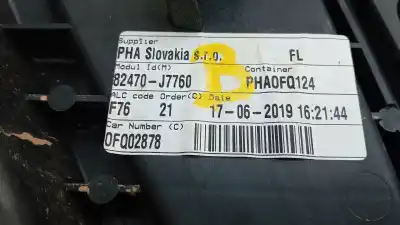 Supplier
PHA Slovakia s.r.o. FL
Modul Id(M) Container
82470-J7760 PHAOFQ124
ALC code Order(C) Date
F76 21 17-06-2019 16:21:44
Car Number (C)
OFQ02878
B